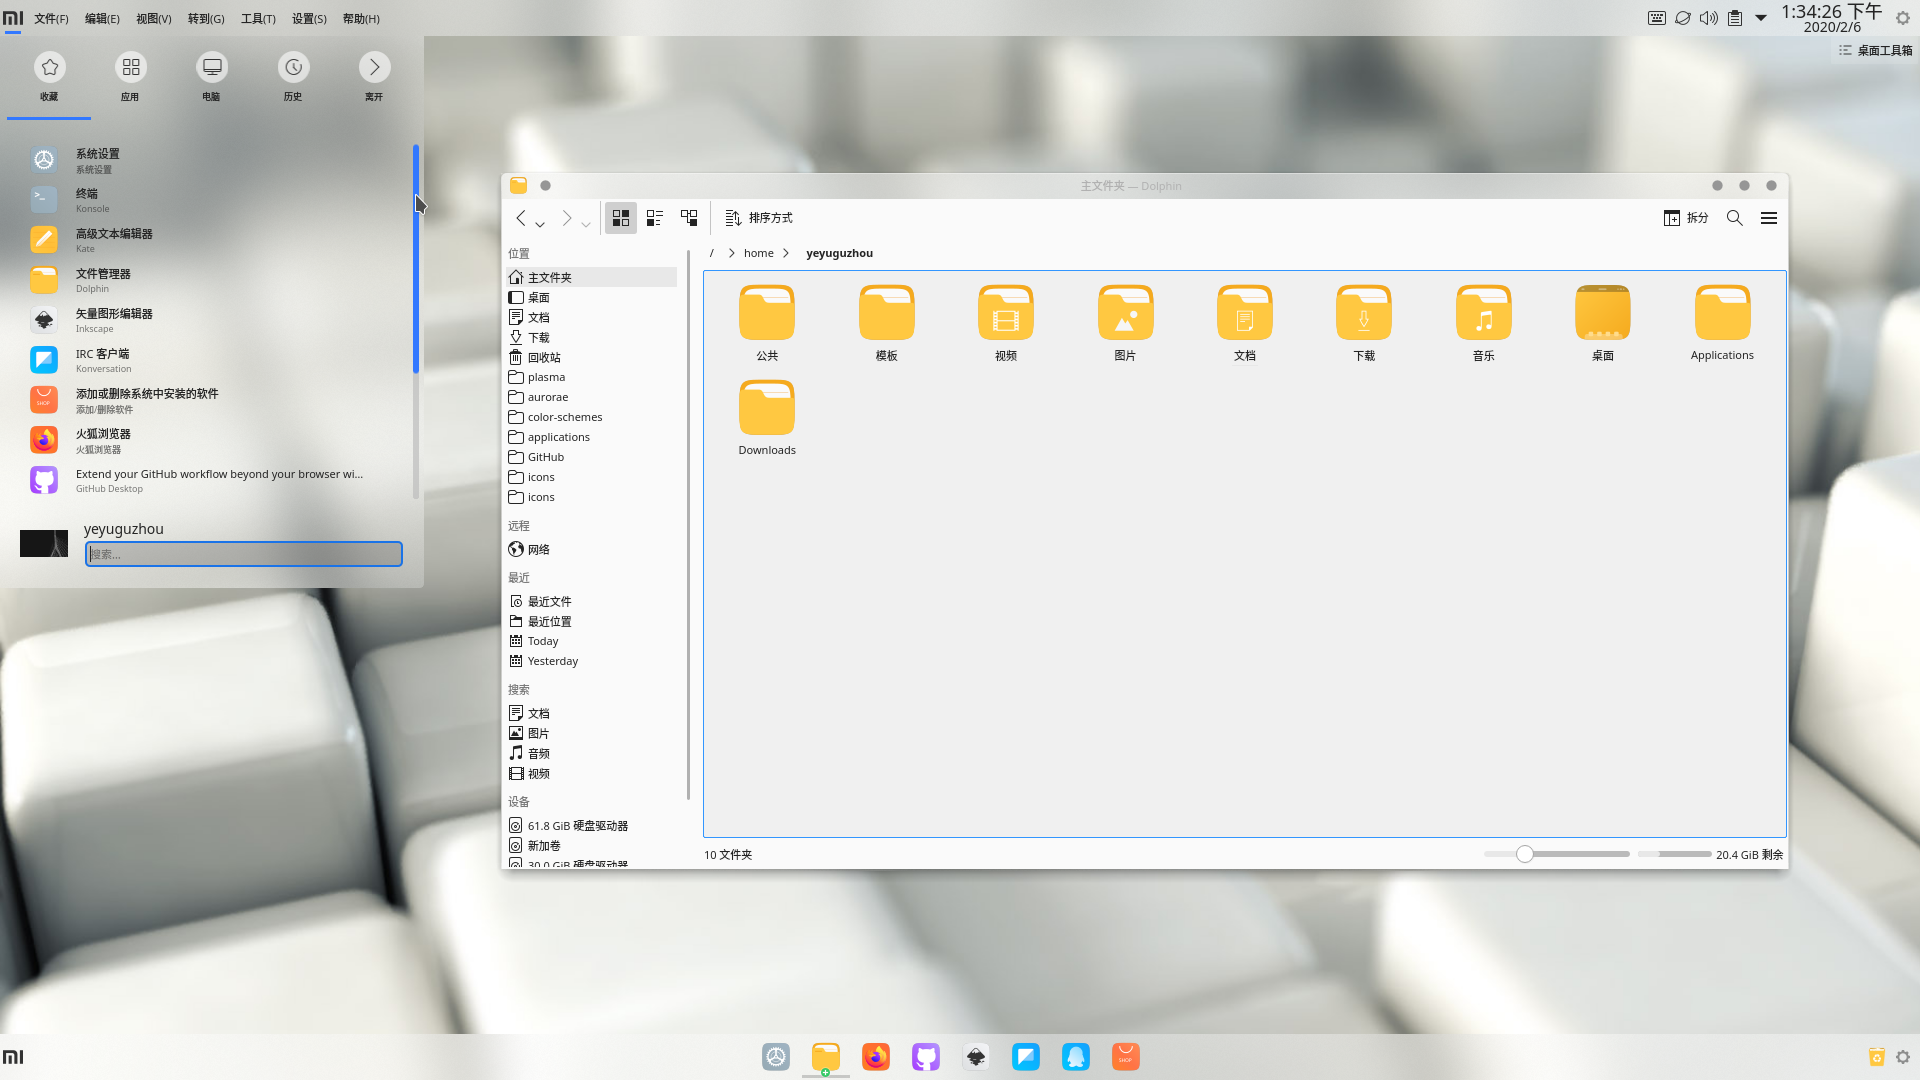 MI 文件(F) 编辑(E) 视图(V) 转到(G) 工具(T) 设置(S) 帮助(H)
1:34:26 下午
2020/2/6
桌面工具箱
收藏 应用 电脑 历史 离开
系统设置
系统设置
终端
Konsole
高级文本编辑器
Kate
文件管理器
Dolphin
矢量图形编辑器
Inkscape
IRC 客户端
Konversation
添加或删除系统中安装的软件
添加/删除软件
SHOP
火狐浏览器
火狐浏览器
Extend your GitHub workflow beyond your browser wi...
GitHub Desktop
yeyuguzhou
搜索...
主文件夹 — Dolphin
排序方式
拆分
/ home yeyuguzhou
位置
主文件夹
桌面
文档
下载
回收站
plasma
aurorae
color-schemes
applications
GitHub
icons
icons
远程
网络
最近
最近文件
最近位置
Today
Yesterday
搜索
文档
图片
音频
视频
设备
61.8 GiB 硬盘驱动器
新加卷
30.0 GiB 硬盘驱动器
公共 模板 视频 图片 文档 下载 音乐 桌面 Applications
Downloads
10 文件夹
20.4 GiB 剩余
MI
SHOP